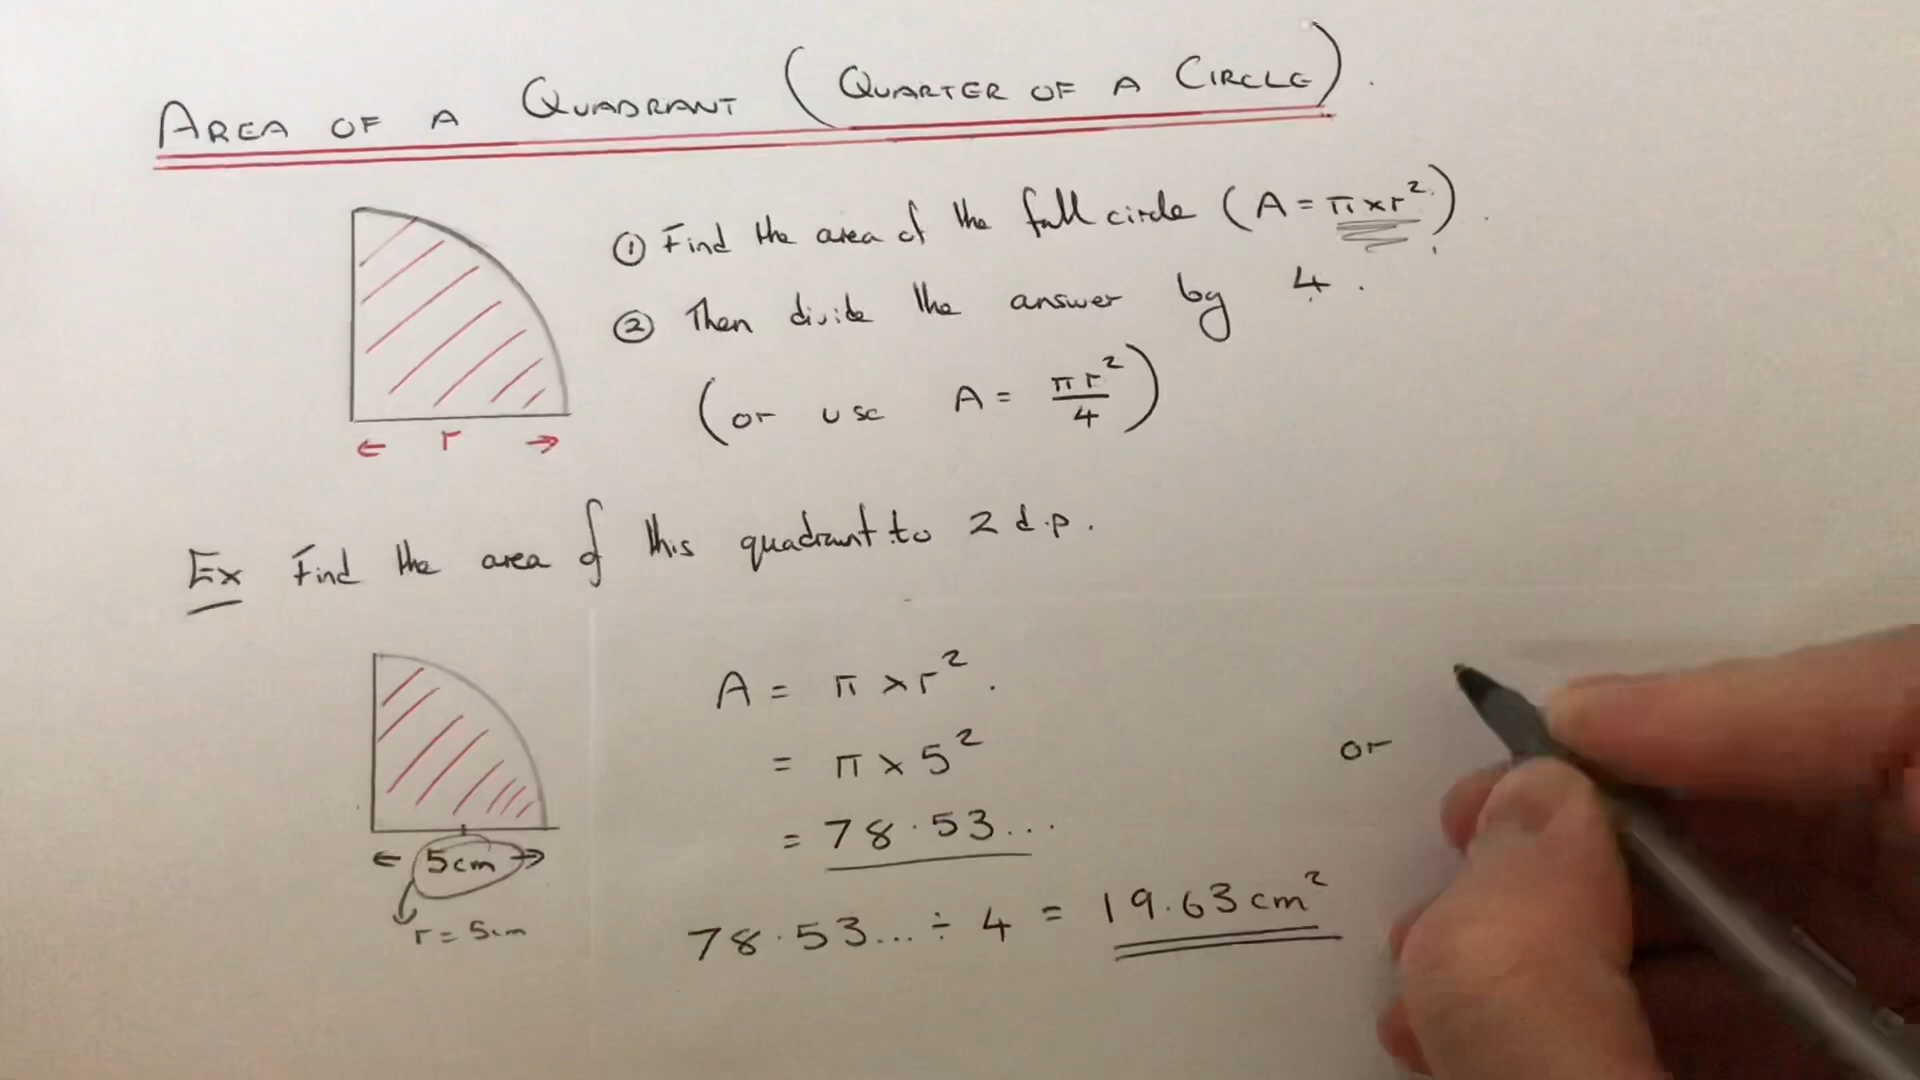 AREA OF A QUADRANT (QUARTER OF A CIRCLE).
① Find the area of the full circle (A = π × r²).
② Then divide the answer by 4.
(or use A = πr²/4)
r
Ex Find the area of this quadrant to 2 d.p.
A = π × r².
= π × 5²
= 78.53...
or
5cm
r = 5cm
78.53... ÷ 4 = 19.63 cm²